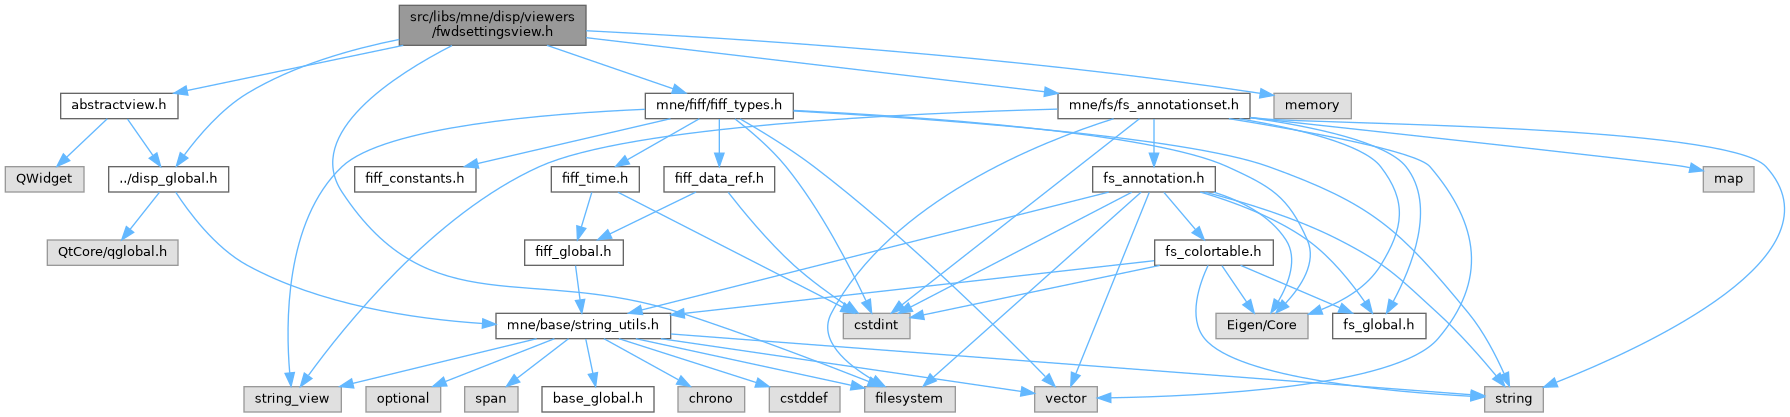 src/libs/mne/disp/viewers
/fwdsettingsview.h
abstractview.h
mne/fiff/fiff_types.h
mne/fs/fs_annotationset.h
memory
QWidget
../disp_global.h
fiff_constants.h
fiff_time.h
fiff_data_ref.h
fs_annotation.h
map
QtCore/qglobal.h
fiff_global.h
fs_colortable.h
mne/base/string_utils.h
cstdint
Eigen/Core
fs_global.h
string_view
optional
span
base_global.h
chrono
cstddef
filesystem
vector
string